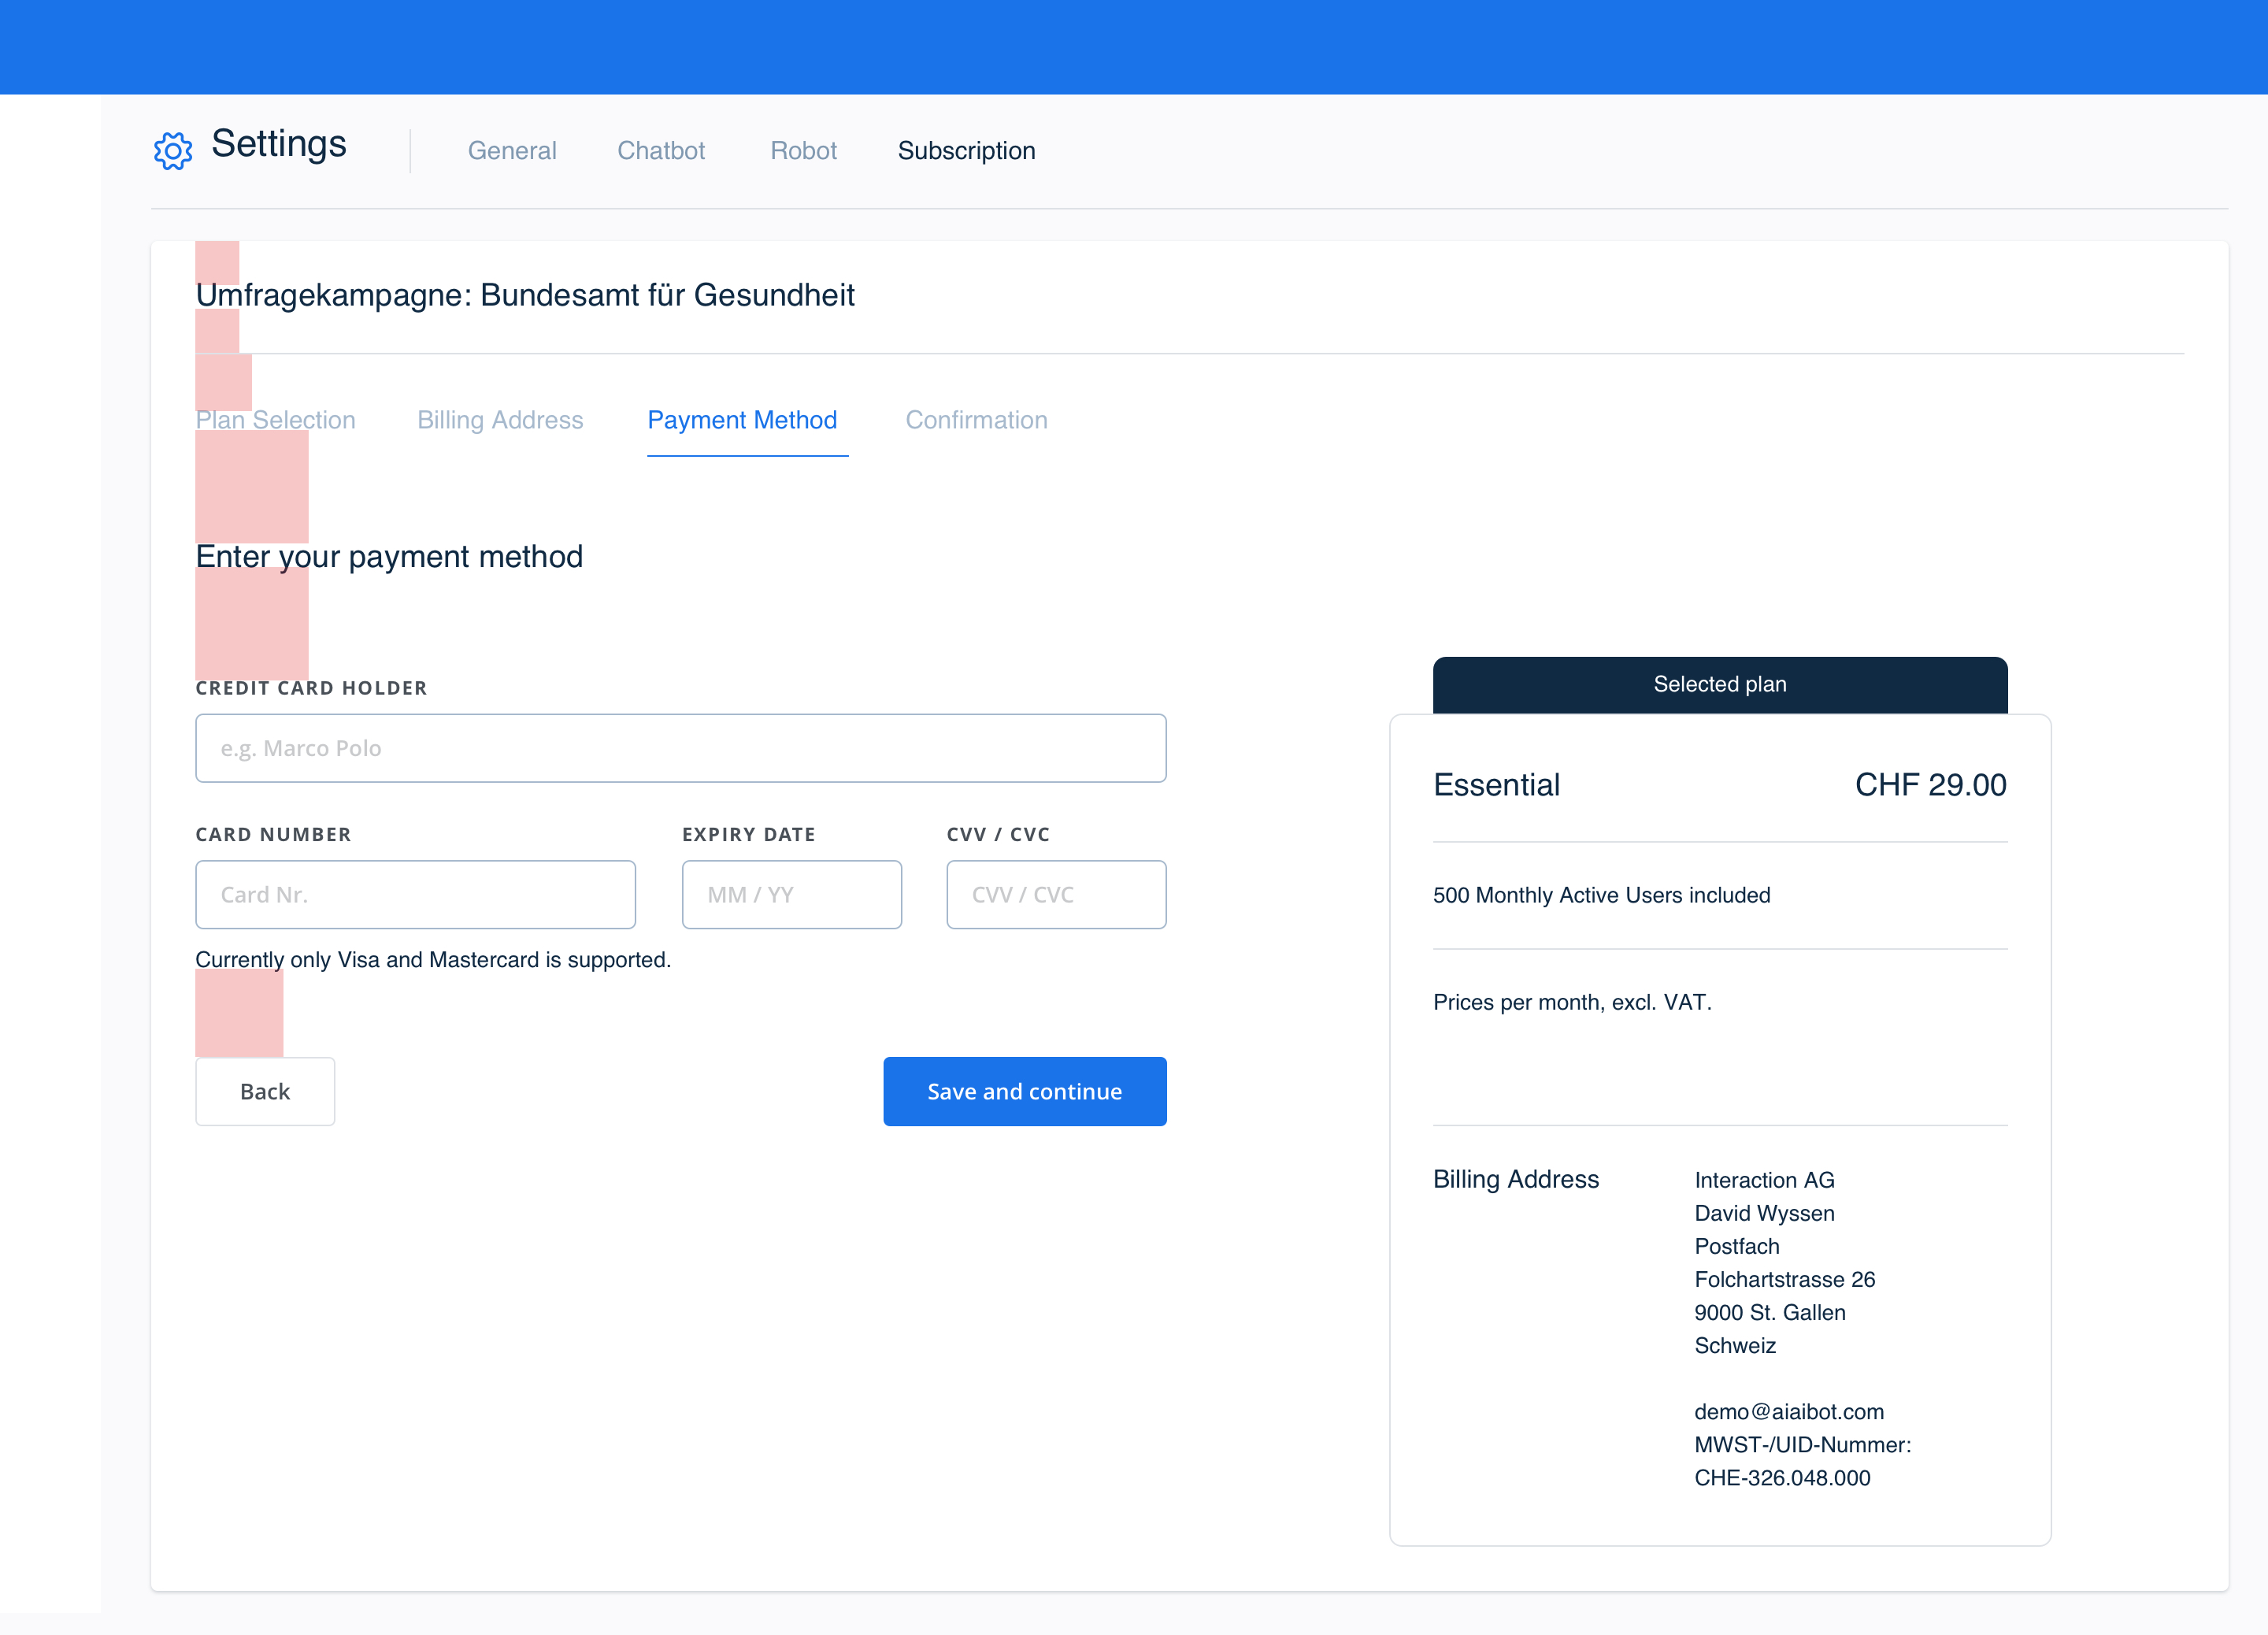 Settings
General
Chatbot
Robot
Subscription
Umfragekampagne: Bundesamt für Gesundheit
Plan Selection
Billing Address
Payment Method
Confirmation
Enter your payment method
CREDIT CARD HOLDER
e.g. Marco Polo
CARD NUMBER
EXPIRY DATE
CVV / CVC
Card Nr.
MM / YY
CVV / CVC
Currently only Visa and Mastercard is supported.
Back
Save and continue
Selected plan
Essential
CHF 29.00
500 Monthly Active Users included
Prices per month, excl. VAT.
Billing Address
Interaction AG
David Wyssen
Postfach
Folchartstrasse 26
9000 St. Gallen
Schweiz
demo@aiaibot.com
MWST-/UID-Nummer:
CHE-326.048.000